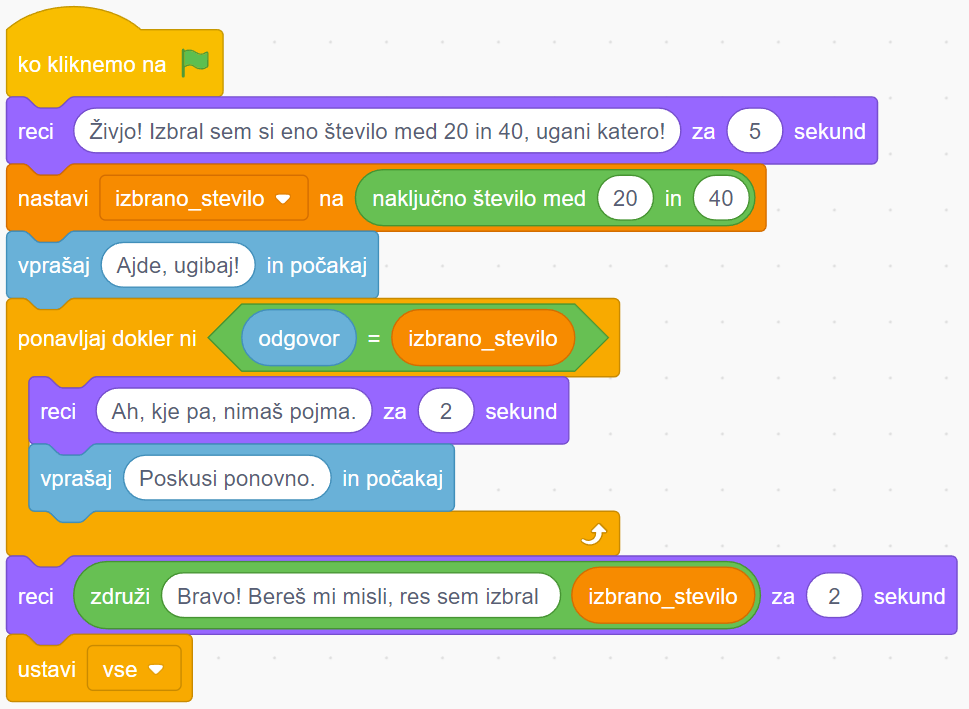 ko kliknemo na
reci Živjo! Izbral sem si eno število med 20 in 40, ugani katero! za 5 sekund
nastavi izbrano_stevilo na naključno število med 20 in 40
vprašaj Ajde, ugibaj! in počakaj
ponavljaj dokler ni odgovor = izbrano_stevilo
reci Ah, kje pa, nimaš pojma. za 2 sekund
vprašaj Poskusi ponovno. in počakaj
reci združi Bravo! Bereš mi misli, res sem izbral izbrano_stevilo za 2 sekund
ustavi vse